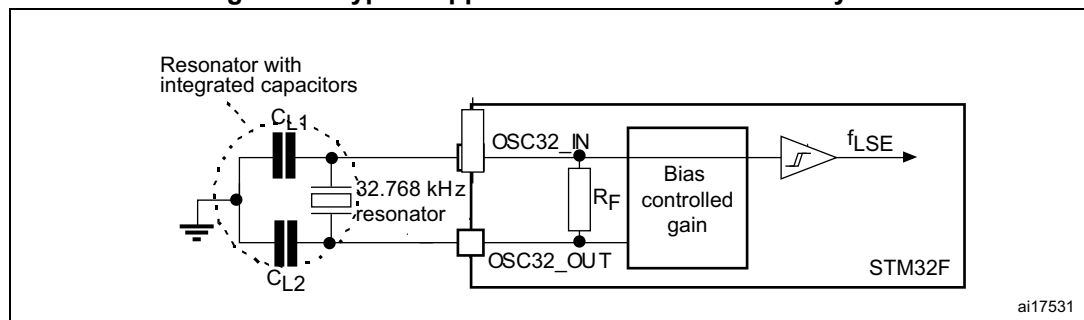 Resonator with
integrated capacitors
CL1
OSC32_IN
fLSE
32.768 kHz
resonator
RF
Bias
controlled
gain
OSC32_OUT
STM32F
CL2
ai17531